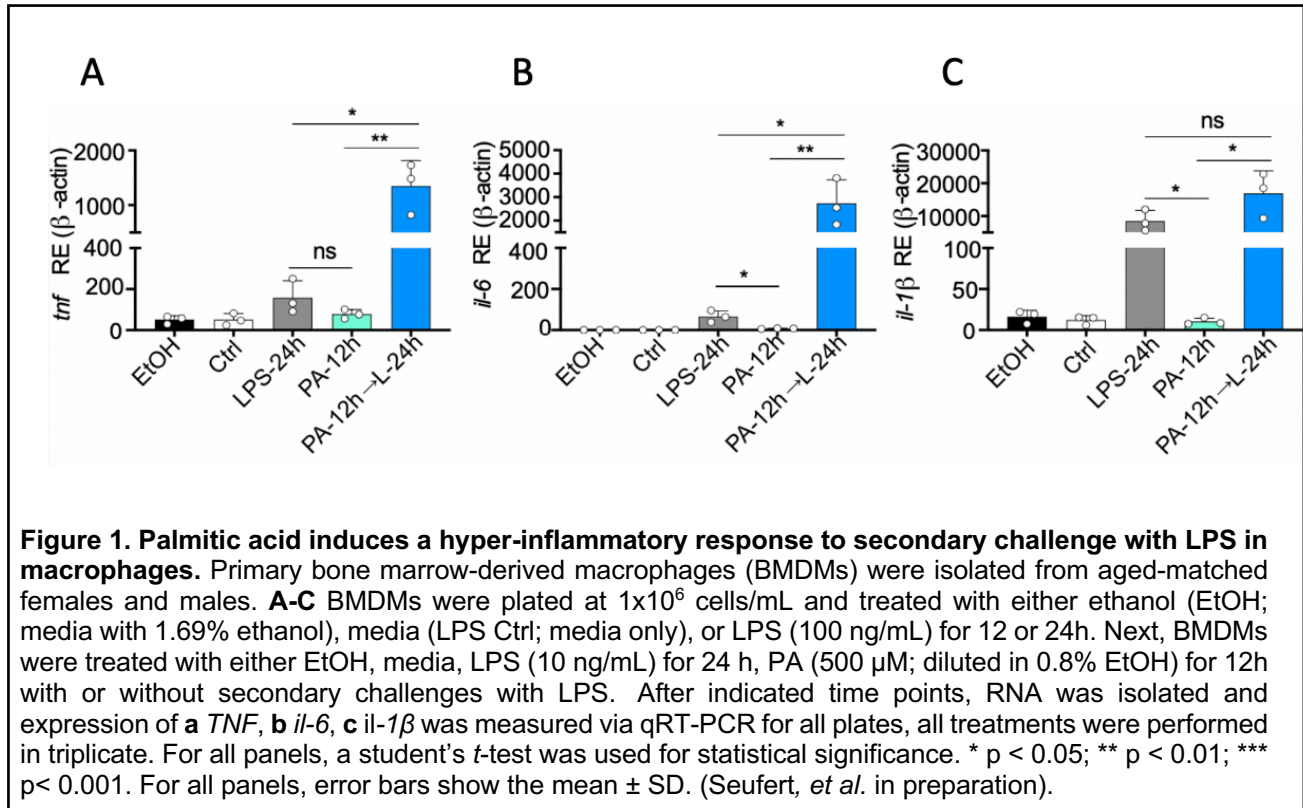 A
B
C
*
**
ns
tnf RE ((β-actin)
2000
1000
400
200
0
EtOH
Ctrl
LPS-24h
PA-12h
PA-12h →L-24h
*
**
*
il-6 RE ((β-actin)
5000
4000
3000
2000
400
200
0
EtOH
Ctrl
LPS-24h
PA-12h
PA-12h →L-24h
ns
*
*
il-1β RE ((β-actin)
30000
20000
10000
100
50
0
EtOH
Ctrl
LPS-24h
PA-12h
PA-12h →L-24h
Figure 1. Palmitic acid induces a hyper-inflammatory response to secondary challenge with LPS in
macrophages. Primary bone marrow-derived macrophages (BMDMs) were isolated from aged-matched
females and males. A-C BMDMs were plated at 1x10⁶ cells/mL and treated with either ethanol (EtOH;
media with 1.69% ethanol), media (LPS Ctrl; media only), or LPS (100 ng/mL) for 12 or 24h. Next, BMDMs
were treated with either EtOH, media, LPS (10 ng/mL) for 24 h, PA (500 µM; diluted in 0.8% EtOH) for 12h
with or without secondary challenges with LPS. After indicated time points, RNA was isolated and
expression of a TNF, b il-6, c il-1β was measured via qRT-PCR for all plates, all treatments were performed
in triplicate. For all panels, a student’s t-test was used for statistical significance. * p < 0.05; ** p < 0.01; ***
p< 0.001. For all panels, error bars show the mean ± SD. (Seufert, et al. in preparation).